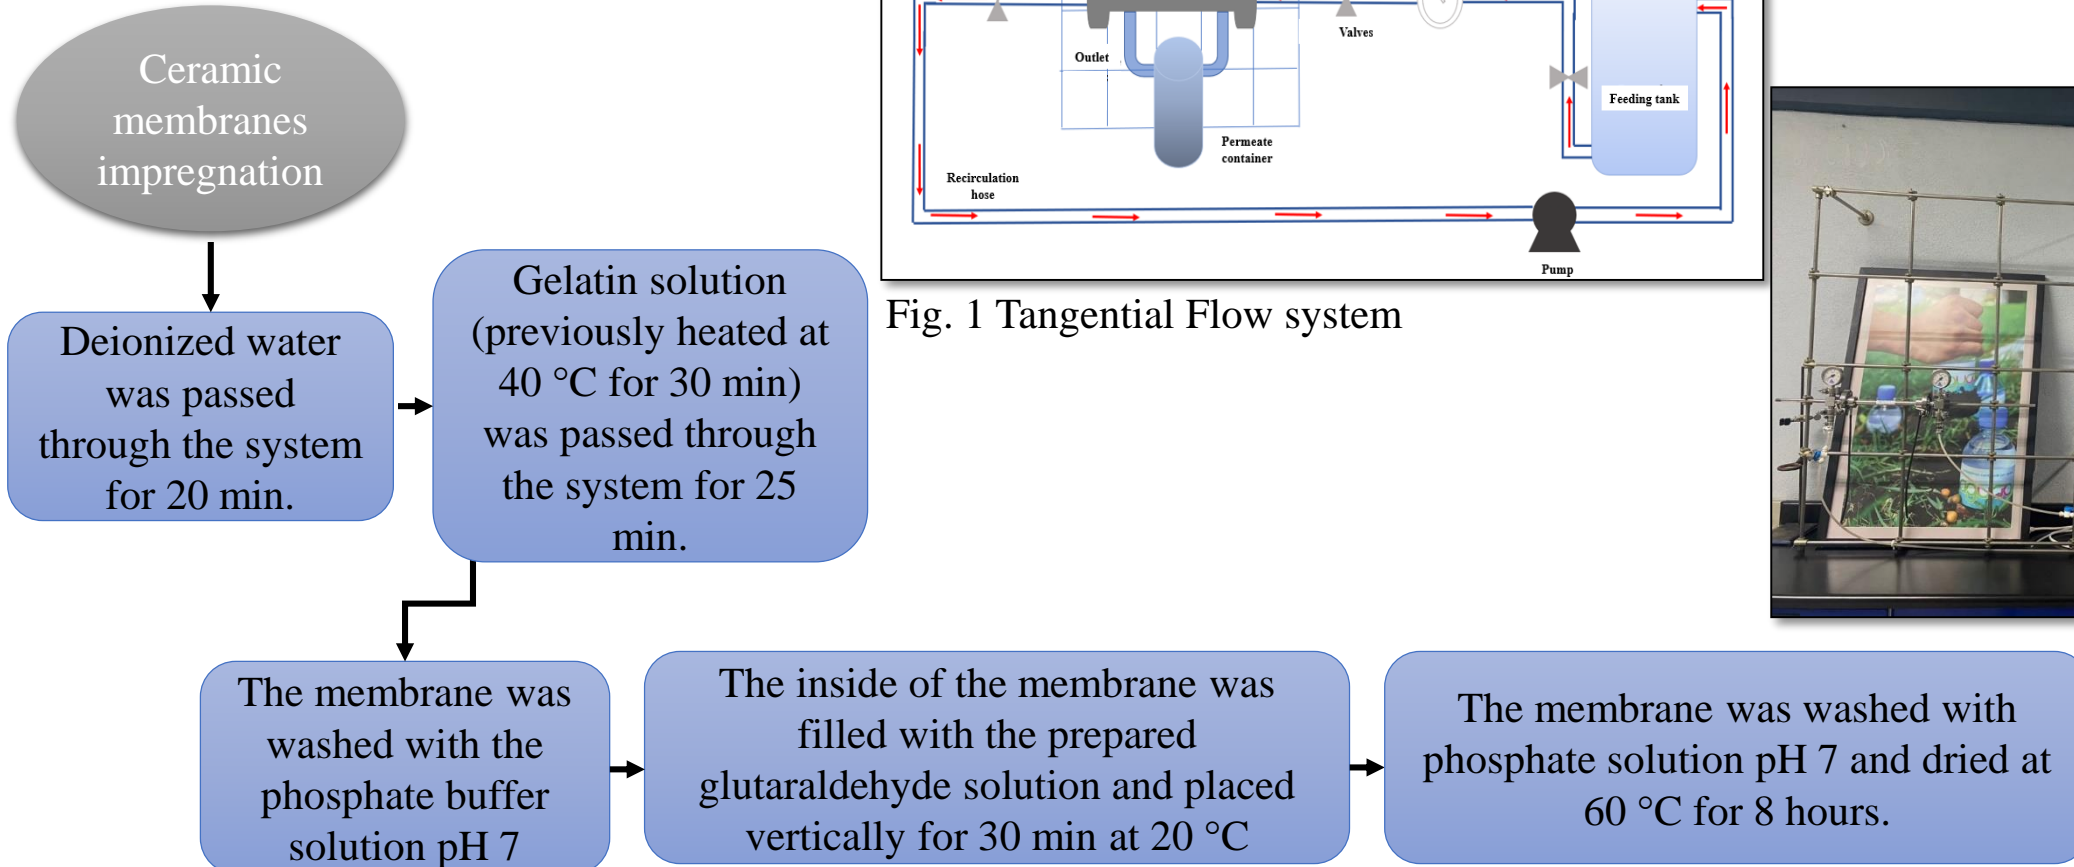 Ceramic
membranes
impregnation
Deionized water
was passed
through the system
for 20 min.
Gelatin solution
(previously heated at
40 °C for 30 min)
was passed through
the system for 25
min.
Valves
Outlet
Feeding tank
Permeate
container
Recirculation
hose
Pump
Fig. 1 Tangential Flow system
The membrane was
washed with the
phosphate buffer
solution pH 7
The inside of the membrane was
filled with the prepared
glutaraldehyde solution and placed
vertically for 30 min at 20 °C
The membrane was washed with
phosphate solution pH 7 and dried at
60 °C for 8 hours.